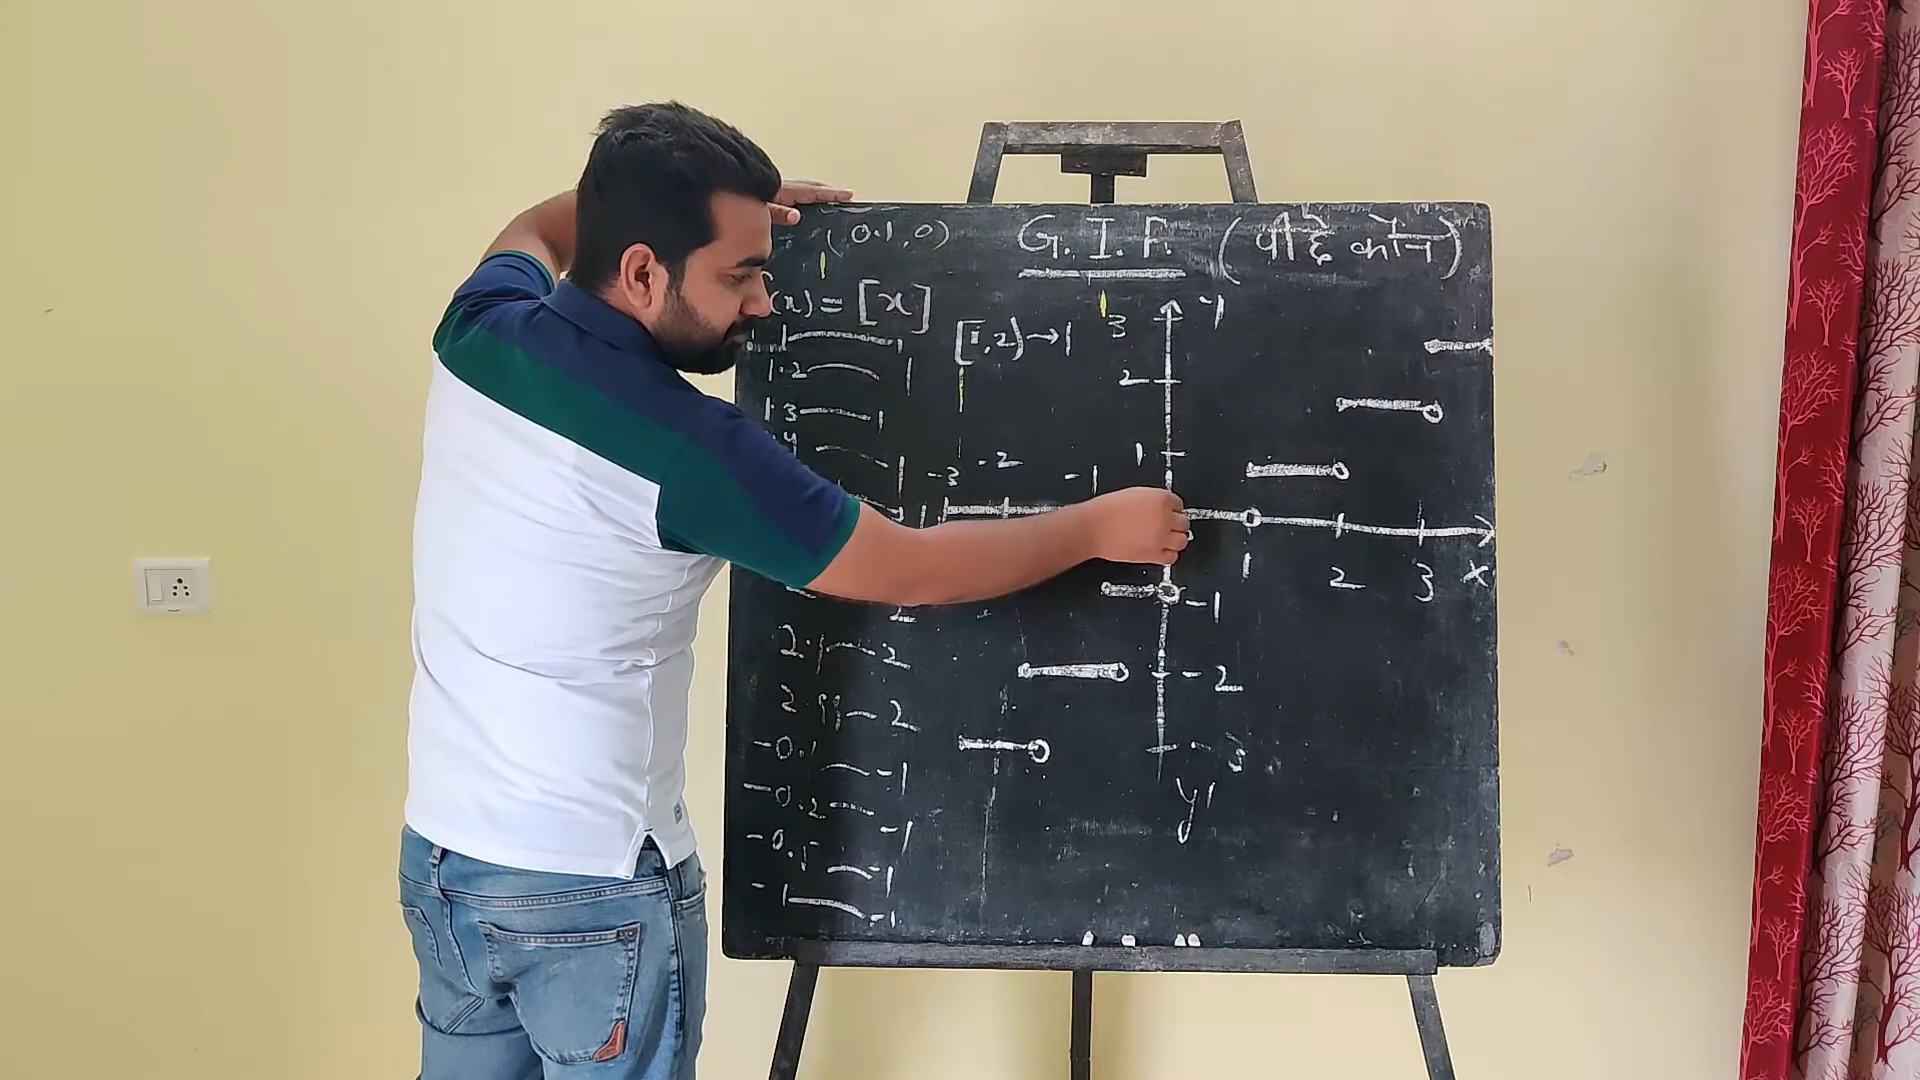 (0.1, 0)
G.I.F. (पीछे कौन)
(x) = [x]
[1,2) → 1
1.2 1
1.3 1
3
y
2
1
-3 -2 -1
1 2 3 x
-1
-2
-3
y'
2
2.1 2
2.99 2
-0.1 -1
-0.2 -1
-0.5 -1
-1 -1